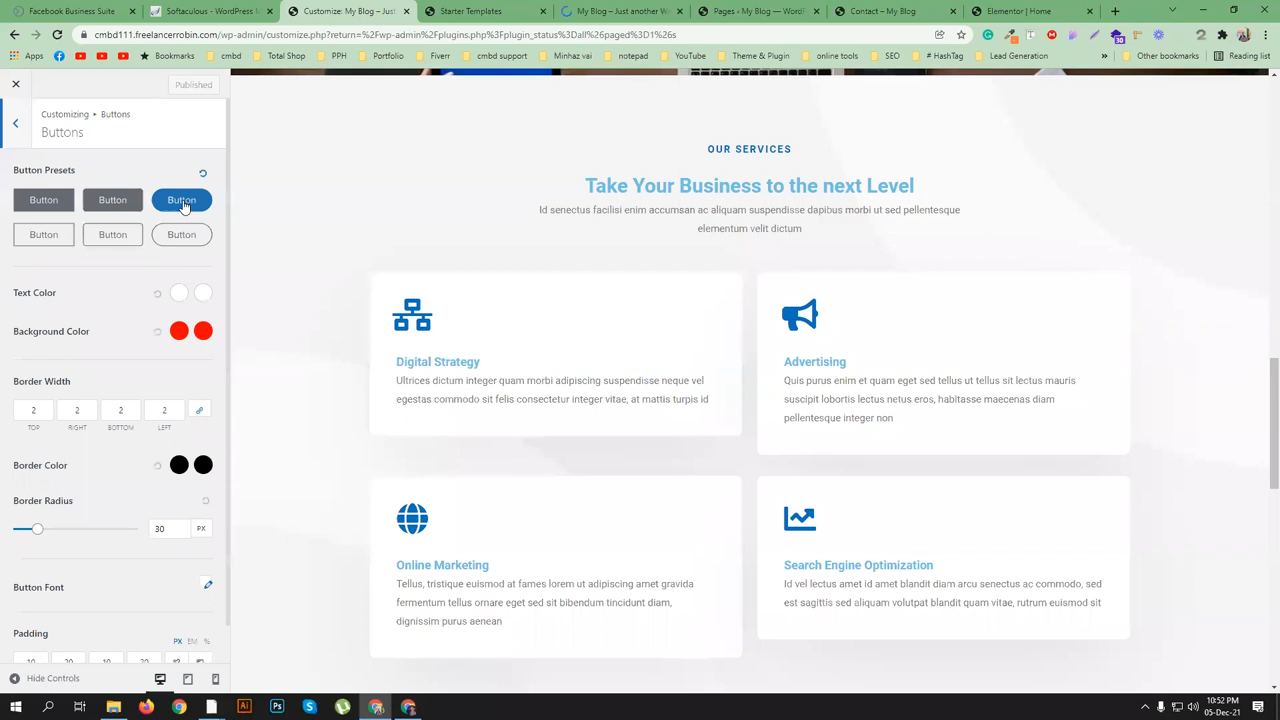 Facebook Business Suite
Customize: My Blog - Just
Starter Templates
Customize: My Blog - Just
Elementor | Home
cmbd111.freelancerrobin.com/wp-admin/customize.php?return=%2Fwp-admin%2Fplugins.php%3Fplugin_status%3Dall%26paged%3D1%26s
Apps
Bookmarks
cmbd
Total Shop
PPH
Portfolio
Fiverr
cmbd support
Minhaz vai
notepad
YouTube
Theme & Plugin
online tools
SEO
# HashTag
Lead Generation
»
Other bookmarks
Reading list
Published
Customizing ▸ Buttons
Buttons
Button Presets
Button
Button
Button
Button
Button
Button
Text Color
Background Color
Border Width
2
2
2
2
TOP
RIGHT
BOTTOM
LEFT
Border Color
Border Radius
30
PX
Button Font
Padding
PX EM %
10 20 10 20
Hide Controls
OUR SERVICES
Take Your Business to the next Level
Id senectus facilisi enim accumsan ac aliquam suspendisse dapibus morbi ut sed pellentesque
elementum velit dictum
Digital Strategy
Ultrices dictum integer quam morbi adipiscing suspendisse neque vel
egestas commodo sit felis consectetur integer vitae, at mattis turpis id
Advertising
Quis purus enim et quam eget sed tellus ut tellus sit lectus mauris
suscipit lobortis lectus netus eros, habitasse maecenas diam
pellentesque integer non
Online Marketing
Tellus, tristique euismod at fames lorem ut adipiscing amet gravida
fermentum tellus ornare eget sed sit bibendum tincidunt diam,
dignissim purus aenean
Search Engine Optimization
Id vel lectus amet id amet blandit diam arcu senectus ac commodo, sed
est sagittis sed aliquam volutpat blandit quam vitae, rutrum euismod sit
10:52 PM
05-Dec-21